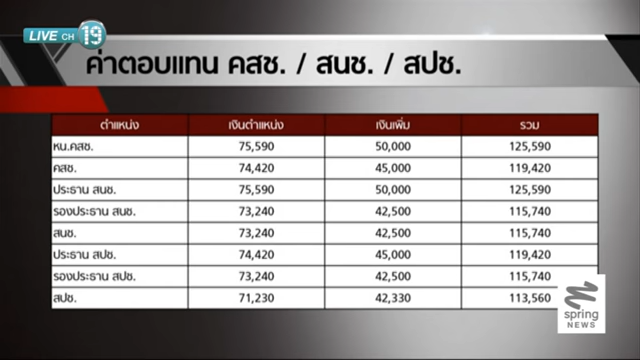 LIVE CH 19
ค่าตอบแทน คสช. / สนช. / สปช.
ตำแหน่ง เงินตำแหน่ง เงินเพิ่ม รวม
หน.คสช. 75,590 50,000 125,590
คสช. 74,420 45,000 119,420
ประธาน สนช. 75,590 50,000 125,590
รองประธาน สนช. 73,240 42,500 115,740
สนช. 73,240 42,500 115,740
ประธาน สปช. 74,420 45,000 119,420
รองประธาน สปช. 73,240 42,500 115,740
สปช. 71,230 42,330 113,560
spring
NEWS